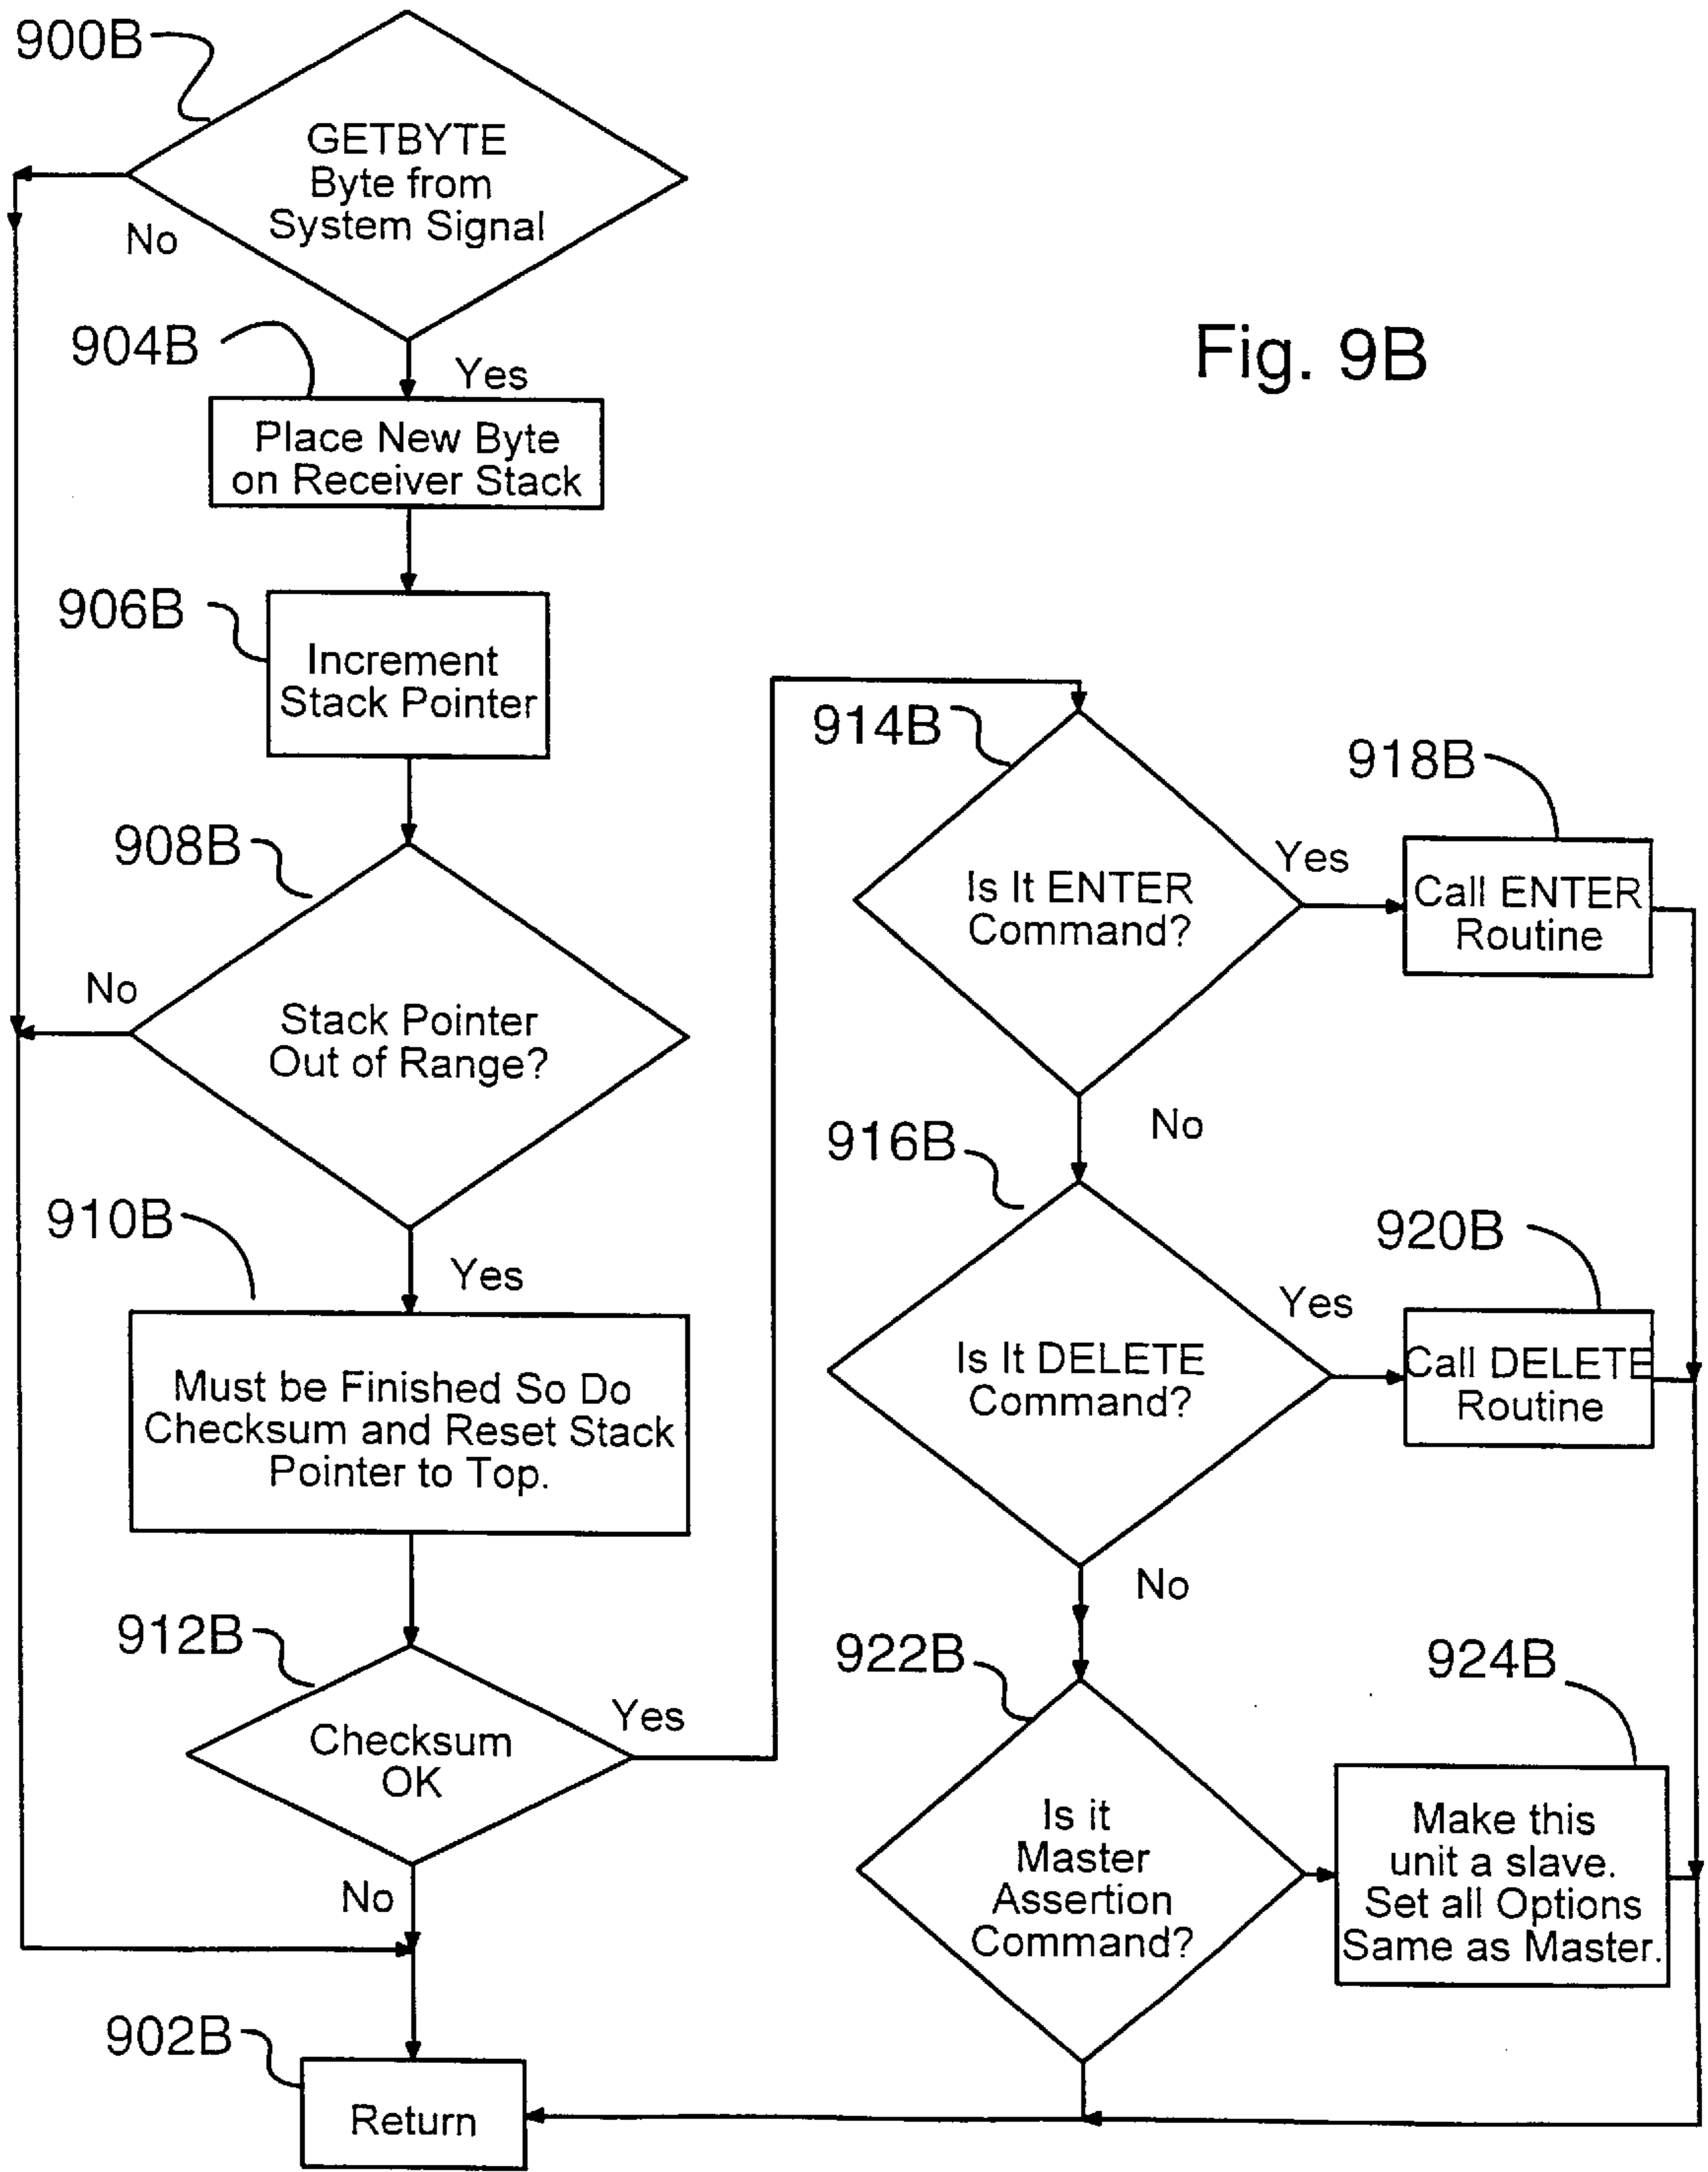 900B
GETBYTE
Byte from
System Signal
No
904B
Yes
Place New Byte
on Receiver Stack
906B
Increment
Stack Pointer
908B
No
Stack Pointer
Out of Range?
910B
Yes
Must be Finished So Do
Checksum and Reset Stack
Pointer to Top.
912B
Yes
Checksum
OK
No
902B
Return
Fig. 9B
914B
Is It ENTER
Command?
Yes
918B
Call ENTER
Routine
No
916B
Is It DELETE
Command?
Yes
920B
Call DELETE
Routine
No
922B
Is it
Master
Assertion
Command?
924B
Make this
unit a slave.
Set all Options
Same as Master.